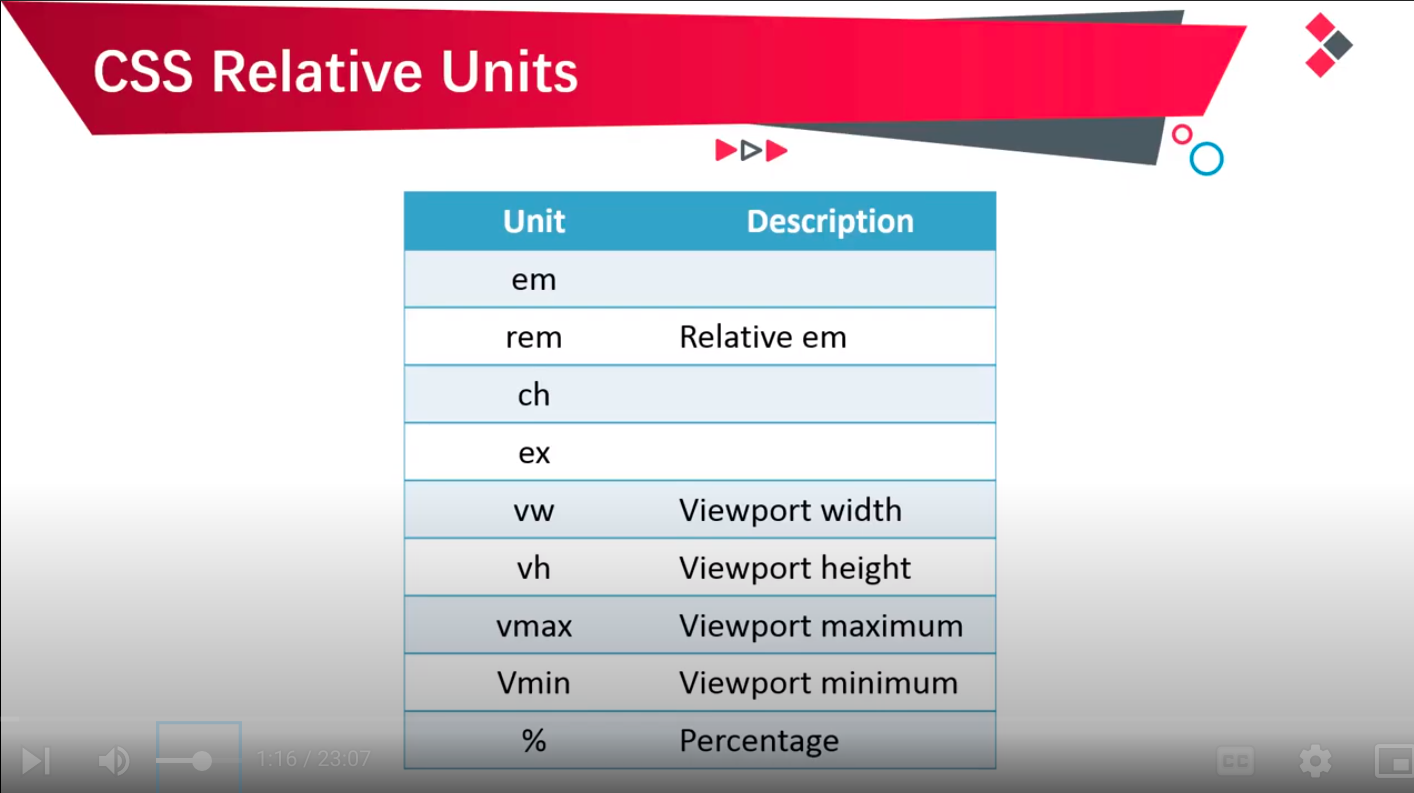 CSS Relative Units
Unit Description
em
rem Relative em
ch
ex
vw Viewport width
vh Viewport height
vmax Viewport maximum
Vmin Viewport minimum
% Percentage
1:16 / 23:07
CC